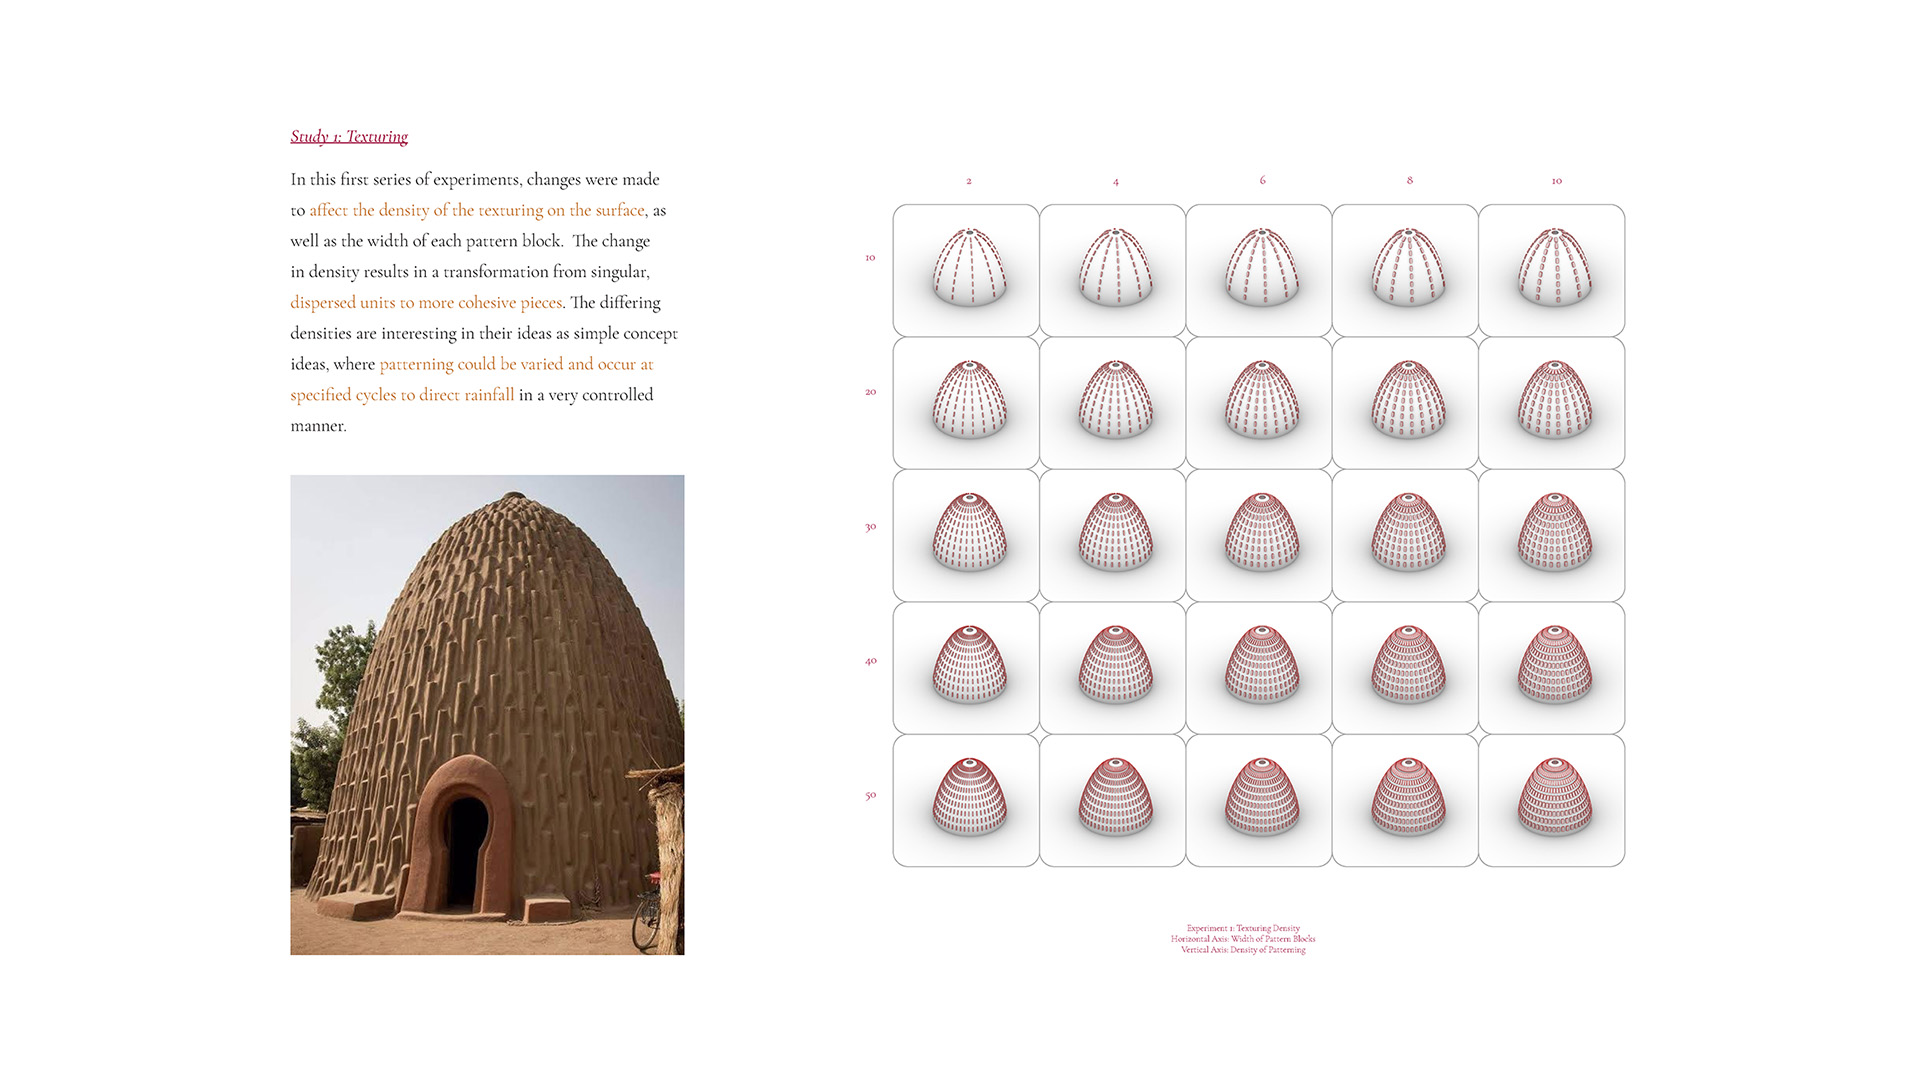 Study 1: Texturing
In this first series of experiments, changes were made
to affect the density of the texturing on the surface, as
well as the width of each pattern block. The change
in density results in a transformation from singular,
dispersed units to more cohesive pieces. The differing
densities are interesting in their ideas as simple concept
ideas, where patterning could be varied and occur at
specified cycles to direct rainfall in a very controlled
manner.
2 4 6 8 10
10
20
30
40
50
Experiment 1: Texturing Density
Horizontal Axis: Width of Pattern Blocks
Vertical Axis: Density of Patterning